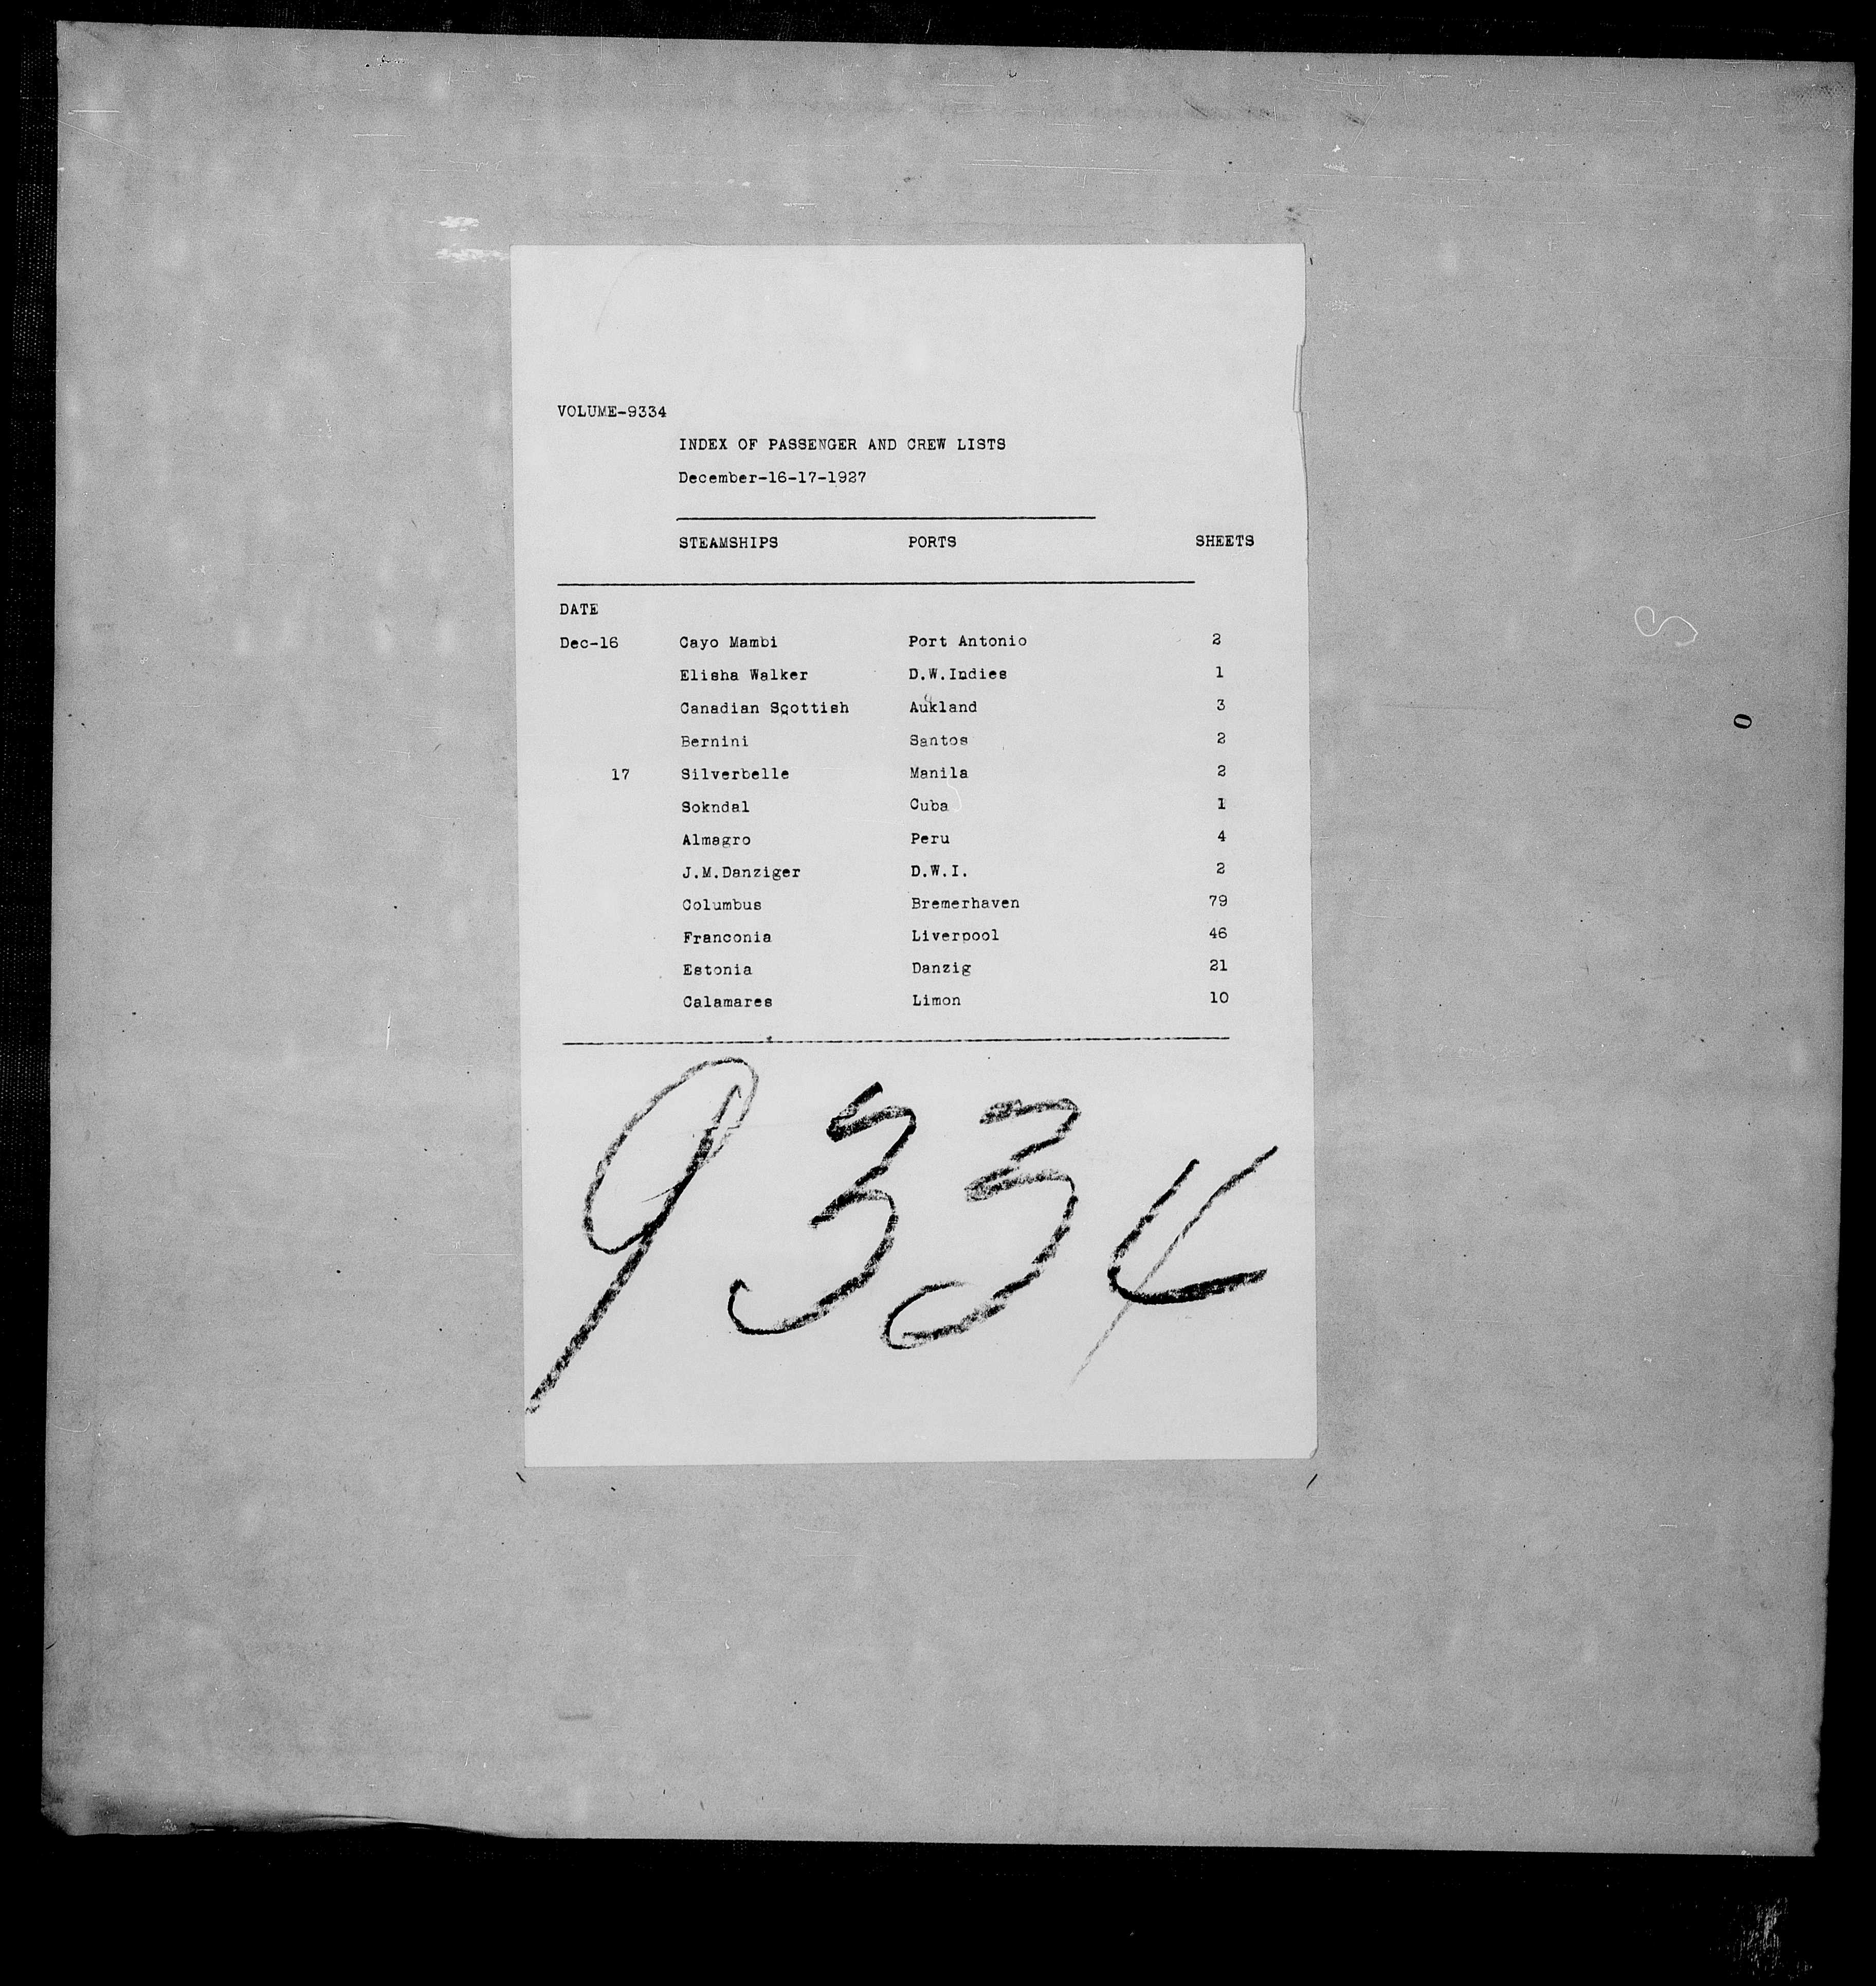 VOLUME-9334
INDEX OF PASSENGER AND CREW LISTS
December-16-17-1927
STEAMSHIPS PORTS SHEETS
DATE
Dec-16 Cayo Mambi Port Antonio 2
Elisha Walker D.W.Indies 1
Canadian Scottish Aukland 3
Bernini Santos 2
17 Silverbelle Manila 2
Sokndal Cuba 1
Almagro Peru 4
J.M.Danziger D.W.I. 2
Columbus Bremerhaven 79
Franconia Liverpool 46
Estonia Danzig 21
Calamares Limon 10
9334
S
0